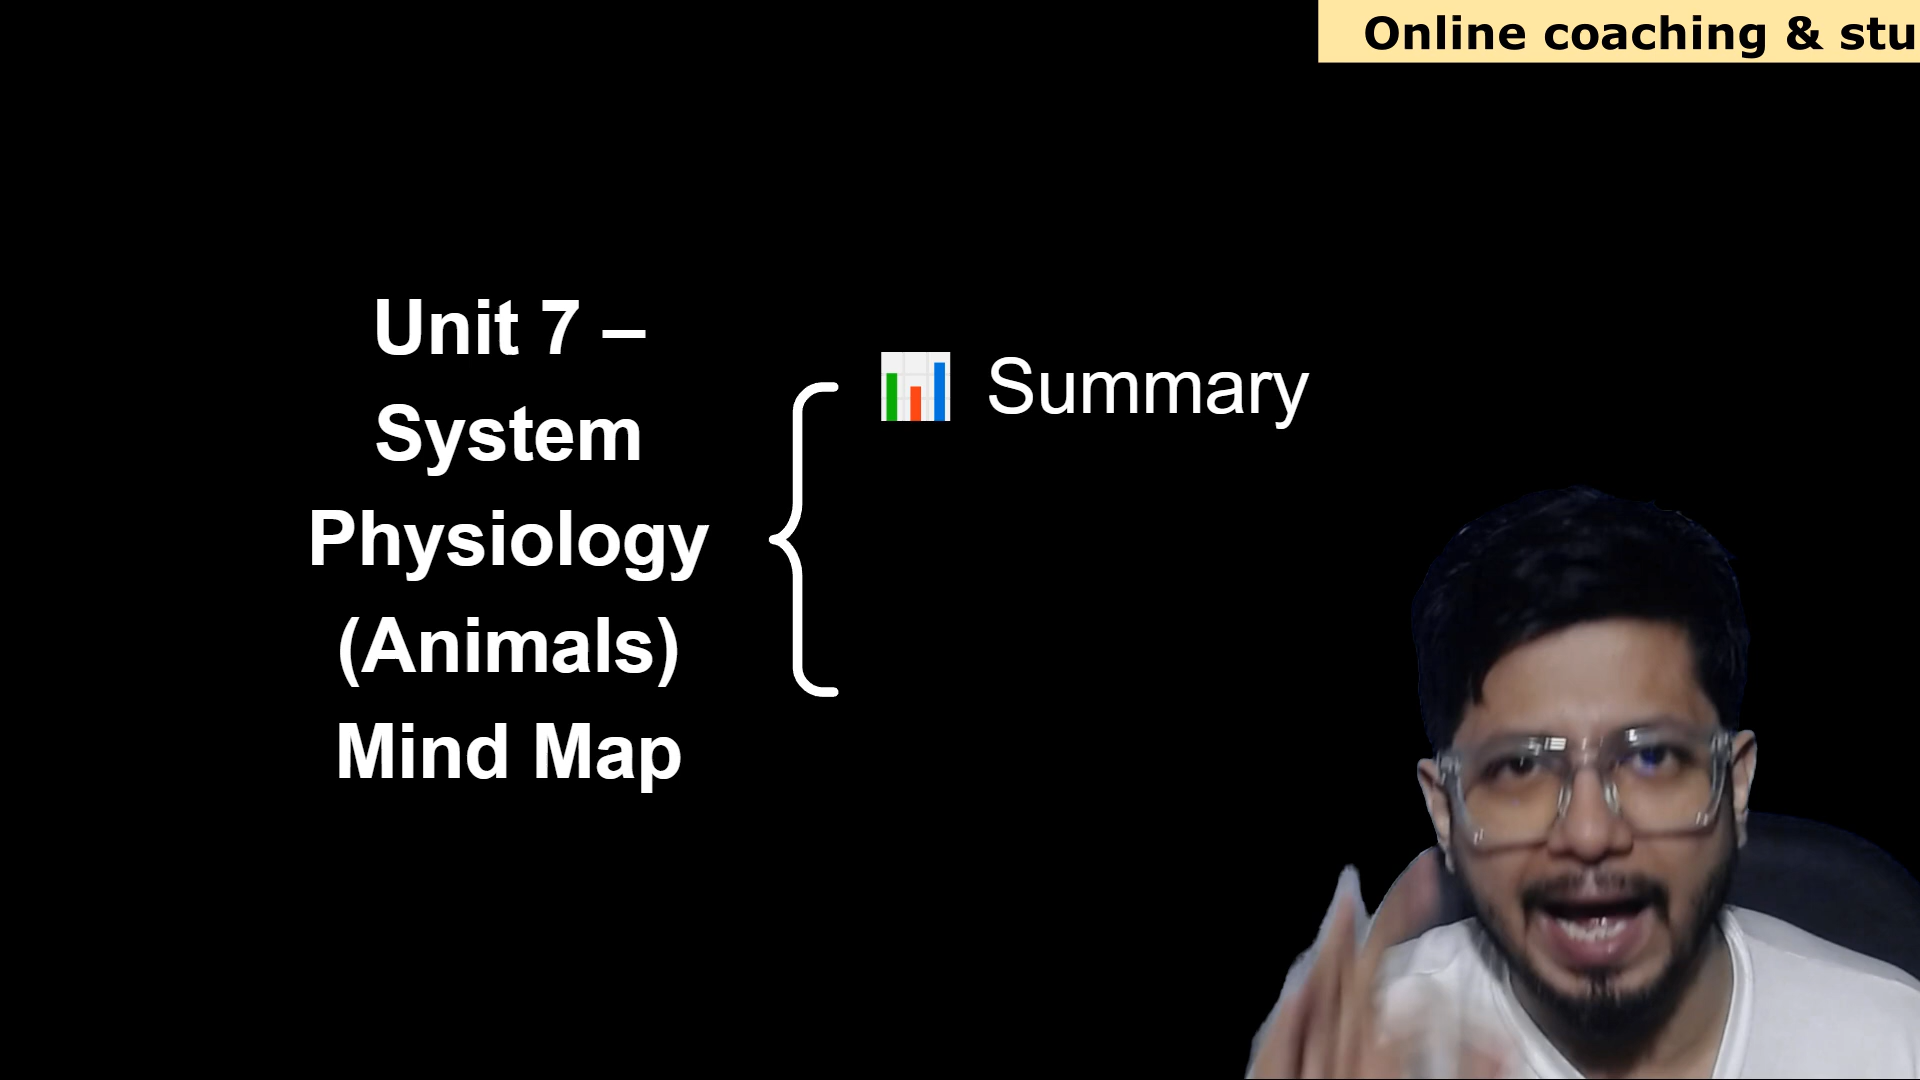 Online coaching & stu
Unit 7 –
System
Physiology
(Animals)
Mind Map
📊 Summary